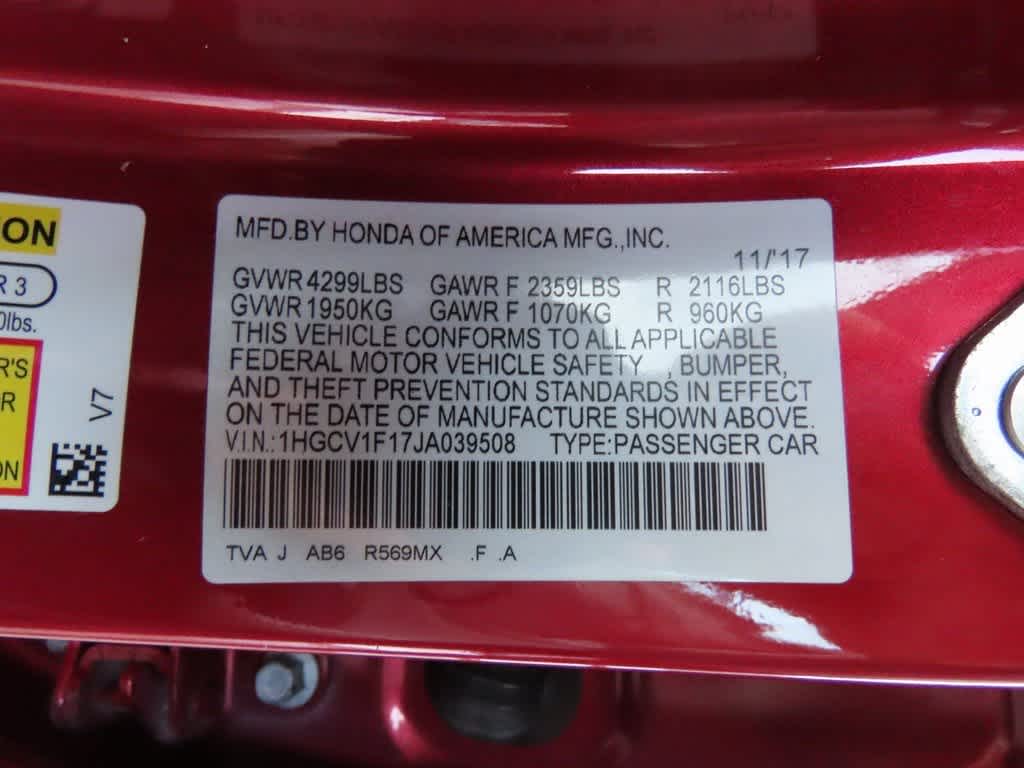 ION
R 3
0lbs.
R'S
OR
ON
V7
MFD.BY HONDA OF AMERICA MFG.,INC.
11/'17
GVWR 4299LBS GAWR F 2359LBS R 2116LBS
GVWR 1950KG GAWR F 1070KG R 960KG
THIS VEHICLE CONFORMS TO ALL APPLICABLE
FEDERAL MOTOR VEHICLE SAFETY , BUMPER,
AND THEFT PREVENTION STANDARDS IN EFFECT
ON THE DATE OF MANUFACTURE SHOWN ABOVE.
V.I.N.:1HGCV1F17JA039508 TYPE:PASSENGER CAR
TVA J AB6 R569MX .F .A